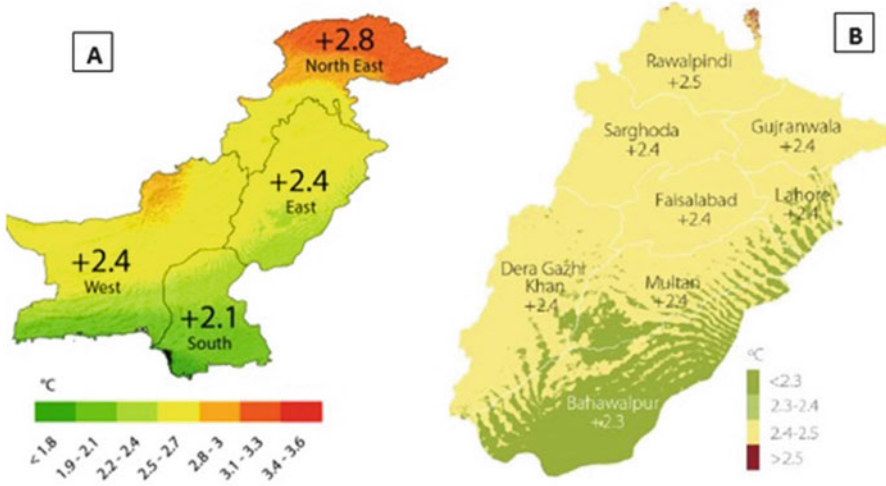 A
+2.8
North East
+2.4
East
+2.4
West
+2.1
South
°C
< 1.8
1.9 - 2.1
2.2 - 2.4
2.5 - 2.7
2.8 - 3
3.1 - 3.3
3.4 - 3.6
B
Rawalpindi
+2.5
Sarghoda
+2.4
Gujranwala
+2.4
Faisalabad
+2.4
Lahore
+2.4
Dera Gazhi
Khan
+2.4
Multan
+2.4
Bahawalpur
+2.3
°C
<2.3
2.3-2.4
2.4-2.5
>2.5